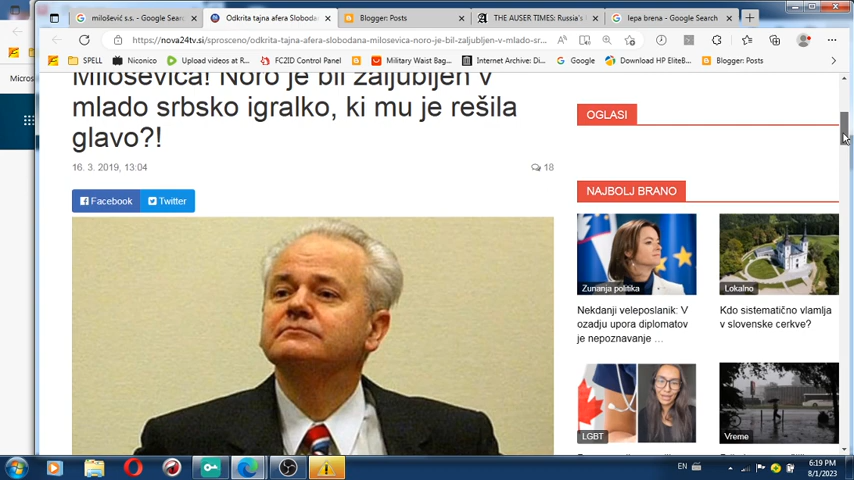 milošević s.s. - Google Searc
Odkrita tajna afera Slobodana
Blogger: Posts
THE AUSER TIMES: Russia's
lepa brena - Google Search
https://nova24tv.si/sprosceno/odkrita-tajna-afera-slobodana-milosevica-noro-je-bil-zaljubljen-v-mlado-sr...
SPELL
Niconico
Upload videos at R...
FC2ID Control Panel
Military Waist Bag...
Internet Archive: Di...
Google
Download HP EliteB...
Blogger: Posts
Micros
Miloševića! Noro je bil zaljubljen v
mlado srbsko igralko, ki mu je rešila
glavo?!
16. 3. 2019, 13:04
18
Facebook
Twitter
OGLASI
NAJBOLJ BRANO
Zunanja politika
Nekdanji veleposlanik: V
ozadju upora diplomatov
je nepoznavanje ...
Lokalno
Kdo sistematično vlamlja
v slovenske cerkve?
LGBT
Vreme
EN
6:19 PM
8/1/2023